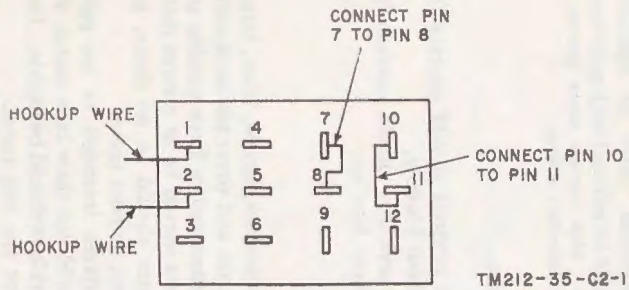 CONNECT PIN
7 TO PIN 8
HOOKUP WIRE
1 4 7 10
CONNECT PIN 10
TO PIN 11
2 5 8 11
HOOKUP WIRE
3 6 9 12
TM212-35-C2-1